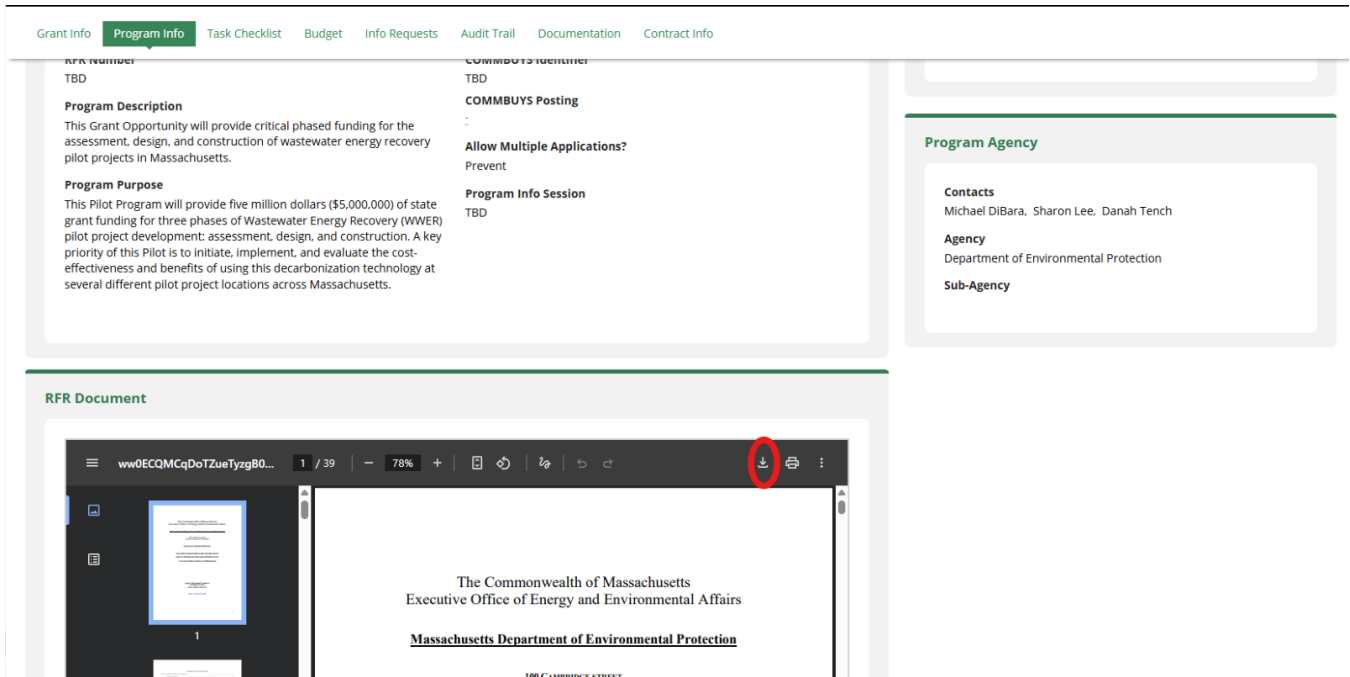 Grant Info Program Info Task Checklist Budget Info Requests Audit Trail Documentation Contract Info
RFR Number
TBD
Program Description
This Grant Opportunity will provide critical phased funding for the
assessment, design, and construction of wastewater energy recovery
pilot projects in Massachusetts.
Program Purpose
This Pilot Program will provide five million dollars ($5,000,000) of state
grant funding for three phases of Wastewater Energy Recovery (WWER)
pilot project development: assessment, design, and construction. A key
priority of this Pilot is to initiate, implement, and evaluate the cost-
effectiveness and benefits of using this decarbonization technology at
several different pilot project locations across Massachusetts.
COMMBUYS Identifier
TBD
COMMBUYS Posting
-
Allow Multiple Applications?
Prevent
Program Info Session
TBD
Program Agency
Contacts
Michael DiBara, Sharon Lee, Danah Tench
Agency
Department of Environmental Protection
Sub-Agency
RFR Document
ww0ECQMCqDoTZueTyzgB0... 1 / 39 78%
1
The Commonwealth of Massachusetts
Executive Office of Energy and Environmental Affairs
Massachusetts Department of Environmental Protection
100 CAMBRIDGE STREET